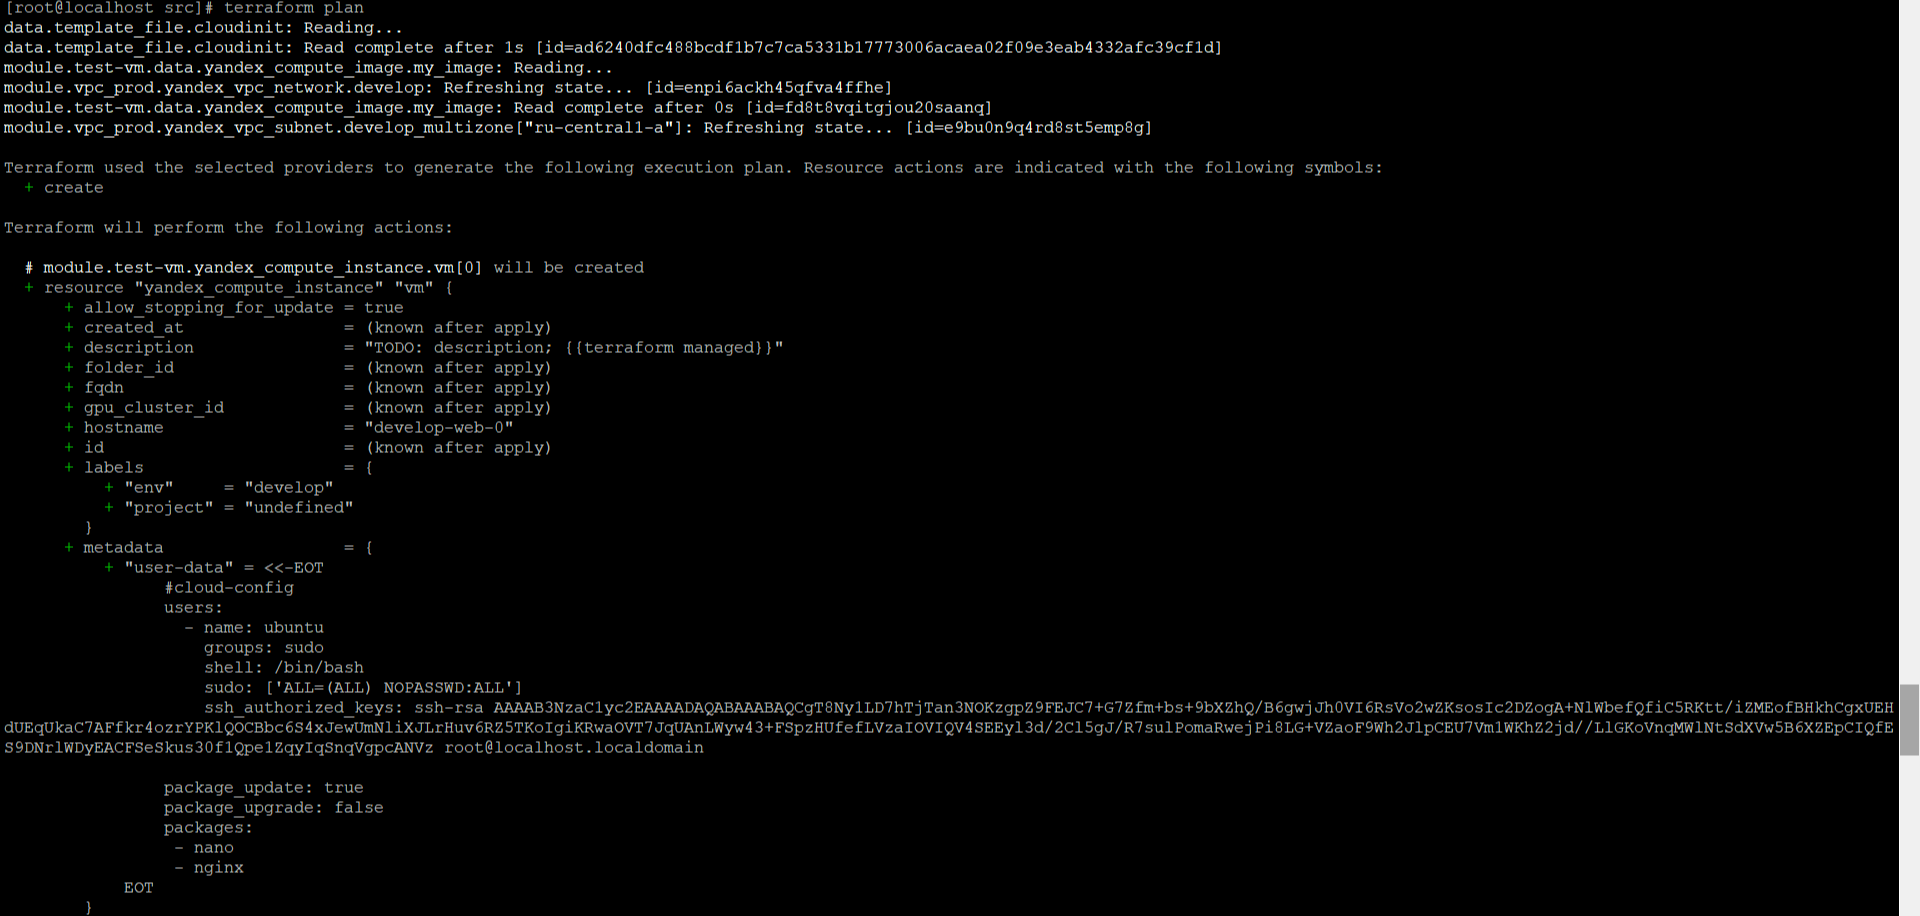 [root@localhost src]# terraform plan
data.template_file.cloudinit: Reading...
data.template_file.cloudinit: Read complete after 1s [id=ad6240dfc488bcdf1b7c7ca5331b17773006acaea02f09e3eab4332afc39cf1d]
module.test-vm.data.yandex_compute_image.my_image: Reading...
module.vpc_prod.yandex_vpc_network.develop: Refreshing state... [id=enpi6ackh45qfva4ffhe]
module.test-vm.data.yandex_compute_image.my_image: Read complete after 0s [id=fd8t8vqitgjou20saanq]
module.vpc_prod.yandex_vpc_subnet.develop_multizone["ru-central1-a"]: Refreshing state... [id=e9bu0n9q4rd8st5emp8g]
Terraform used the selected providers to generate the following execution plan. Resource actions are indicated with the following symbols:
  + create
Terraform will perform the following actions:
  # module.test-vm.yandex_compute_instance.vm[0] will be created
  + resource "yandex_compute_instance" "vm" {
      + allow_stopping_for_update = true
      + created_at                = (known after apply)
      + description               = "TODO: description; {{terraform managed}}"
      + folder_id                 = (known after apply)
      + fqdn                      = (known after apply)
      + gpu_cluster_id            = (known after apply)
      + hostname                  = "develop-web-0"
      + id                        = (known after apply)
      + labels                    = {
          + "env"     = "develop"
          + "project" = "undefined"
        }
      + metadata                  = {
          + "user-data" = <<-EOT
                #cloud-config
                users:
                  - name: ubuntu
                    groups: sudo
                    shell: /bin/bash
                    sudo: ['ALL=(ALL) NOPASSWD:ALL']
                    ssh_authorized_keys: ssh-rsa AAAAB3NzaC1yc2EAAAADAQABAAABAQCgT8Ny1LD7hTjTan3NOKzgpZ9FEJC7+G7Zfm+bs+9bXZhQ/B6gwjJh0VI6RsVo2wZKsosIc2DZogA+NlWbefQfiC5RKtt/iZMEofBHkhCgxUEH
dUEqUkaC7AFfkr4ozrYPKlQOCBbc6S4xJewUmNliXJLrHuv6RZ5TKoIgiKRwaOVT7JqUAnLWyw43+FSpzHUfefLVzaIOVIQV4SEEyl3d/2Cl5gJ/R7sulPomaRwejPi8LG+VZaoF9Wh2JlpCEU7VmlWKhZ2jd//LlGKoVnqMWlNtSdXVw5B6XZEpCIQfE
S9DNrlWDyEACFSeSkus30f1Qpe1ZqyIqSnqVgpcANVz root@localhost.localdomain
                package_update: true
                package_upgrade: false
                packages:
                 - nano
                 - nginx
            EOT
        }